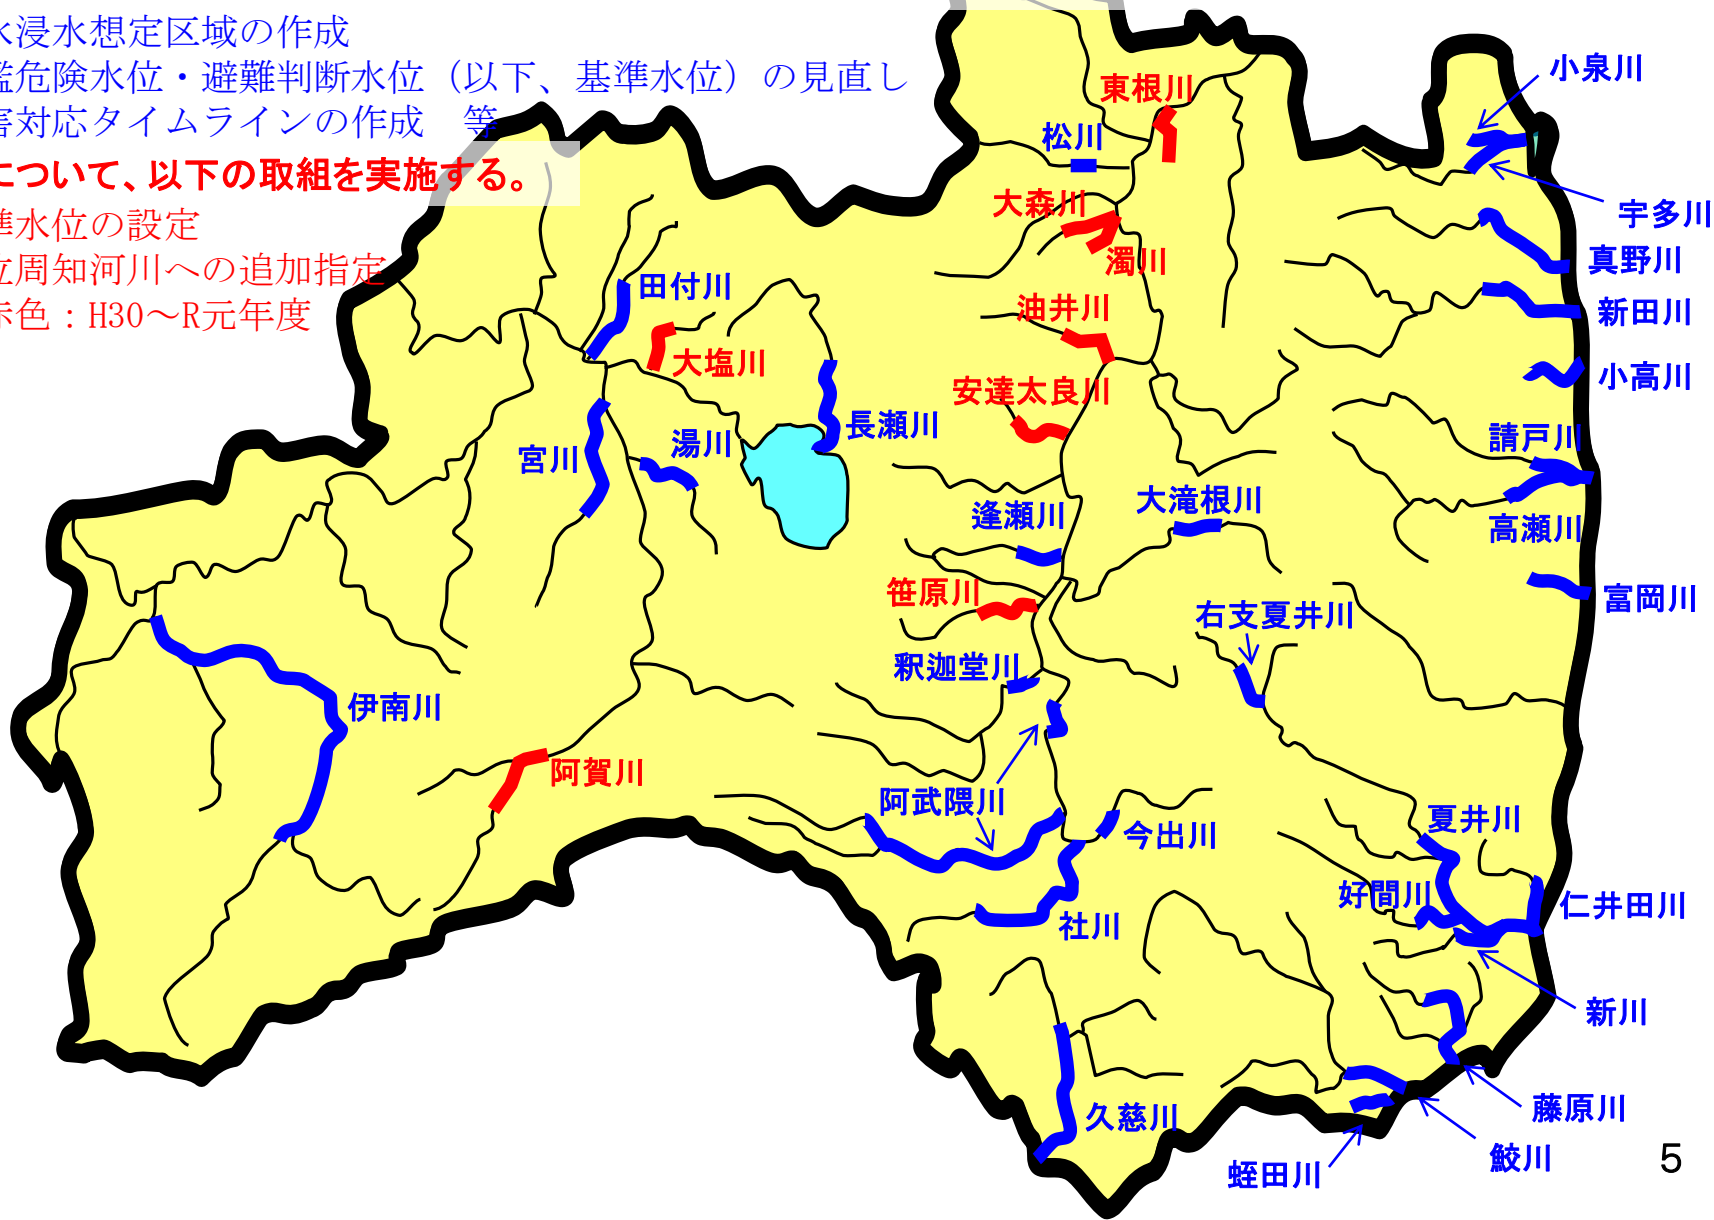 水浸水想定区域の作成
濫危険水位・避難判断水位（以下、基準水位）の見直し
害対応タイムラインの作成　等
について、以下の取組を実施する。
準水位の設定
位周知河川への追加指定
赤色：H30～R元年度
小泉川
東根川
松川
大森川
宇多川
濁川
真野川
田付川
油井川
新田川
大塩川
小高川
安達太良川
長瀬川
請戸川
湯川
宮川
大滝根川
逢瀬川
高瀬川
笹原川
富岡川
右支夏井川
釈迦堂川
伊南川
阿賀川
阿武隈川
夏井川
今出川
好間川
仁井田川
社川
新川
藤原川
久慈川
鮫川
蛭田川
5